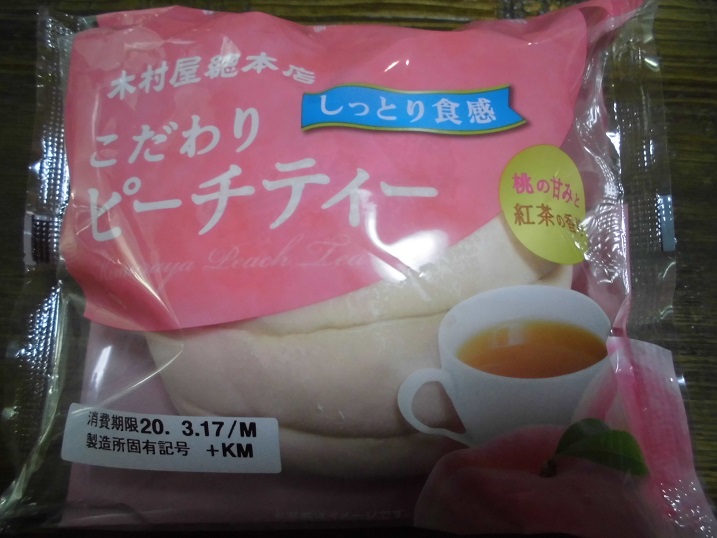 木村屋總本店
しっとり食感
こだわり
ピーチティー
Kimuraya Peach Tea
桃の甘みと
紅茶の香り
消費期限20. 3.17/M
製造所固有記号 +KM